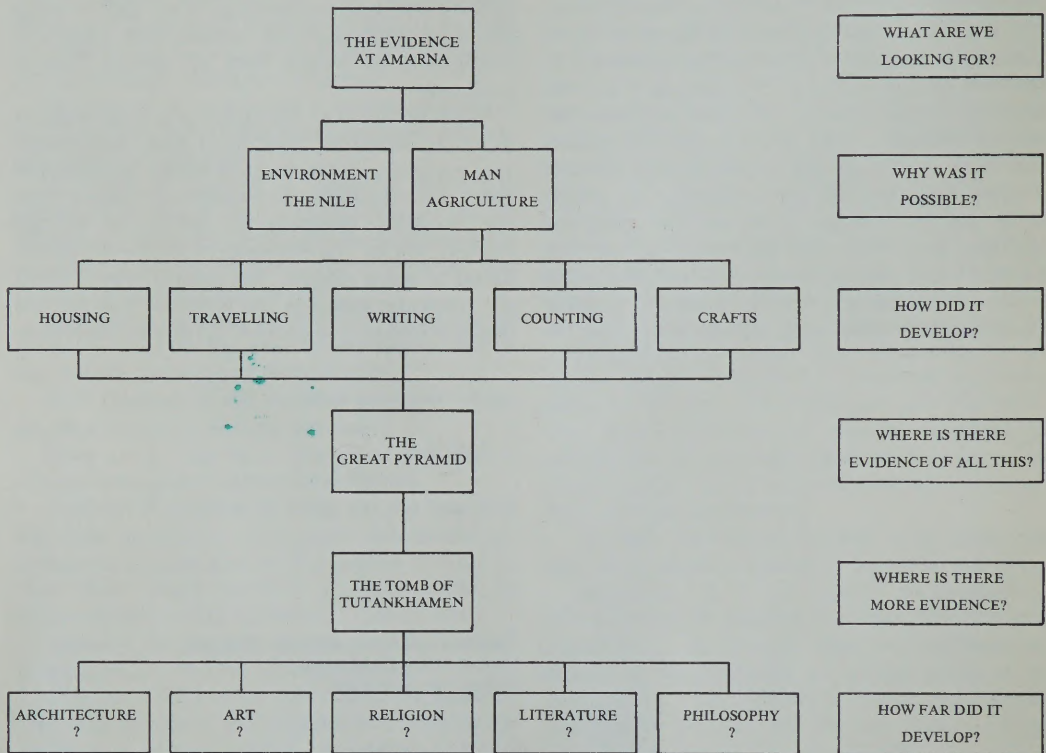 THE EVIDENCE
AT AMARNA
WHAT ARE WE
LOOKING FOR?
ENVIRONMENT
THE NILE
MAN
AGRICULTURE
WHY WAS IT
POSSIBLE?
HOUSING
TRAVELLING
WRITING
COUNTING
CRAFTS
HOW DID IT
DEVELOP?
THE
GREAT PYRAMID
WHERE IS THERE
EVIDENCE OF ALL THIS?
THE TOMB OF
TUTANKHAMEN
WHERE IS THERE
MORE EVIDENCE?
ARCHITECTURE
?
ART
?
RELIGION
?
LITERATURE
?
PHILOSOPHY
?
HOW FAR DID IT
DEVELOP?